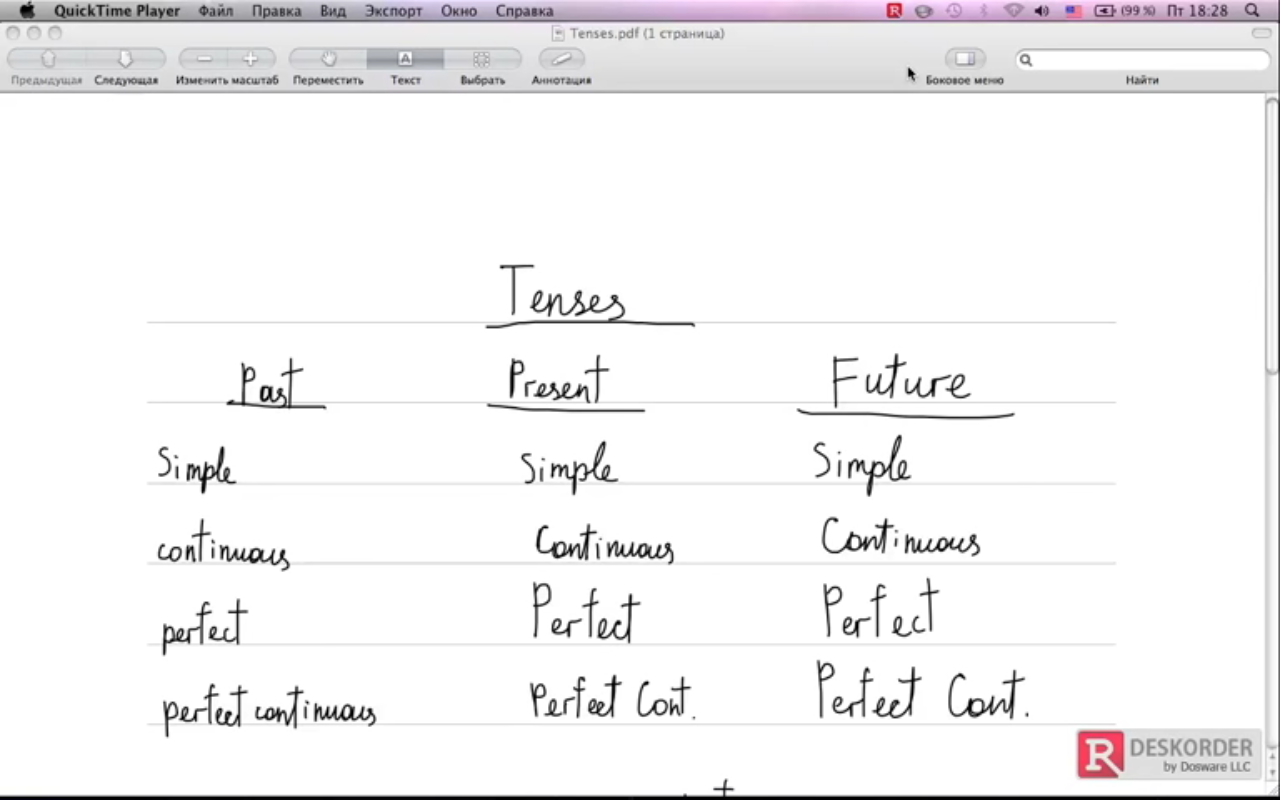 QuickTime Player Файл Правка Вид Экспорт Окно Справка (99 %) Пт 18:28
Tenses.pdf (1 страница)
Предыдущая Следующая Изменить масштаб Переместить Текст Выбрать Аннотация Боковое меню Найти
Tenses
Past Present Future
Simple Simple Simple
continuous Continuous Continuous
perfect Perfect Perfect
perfect continuous Perfect Cont. Perfect Cont.
R DESKORDER
by Dosware LLC